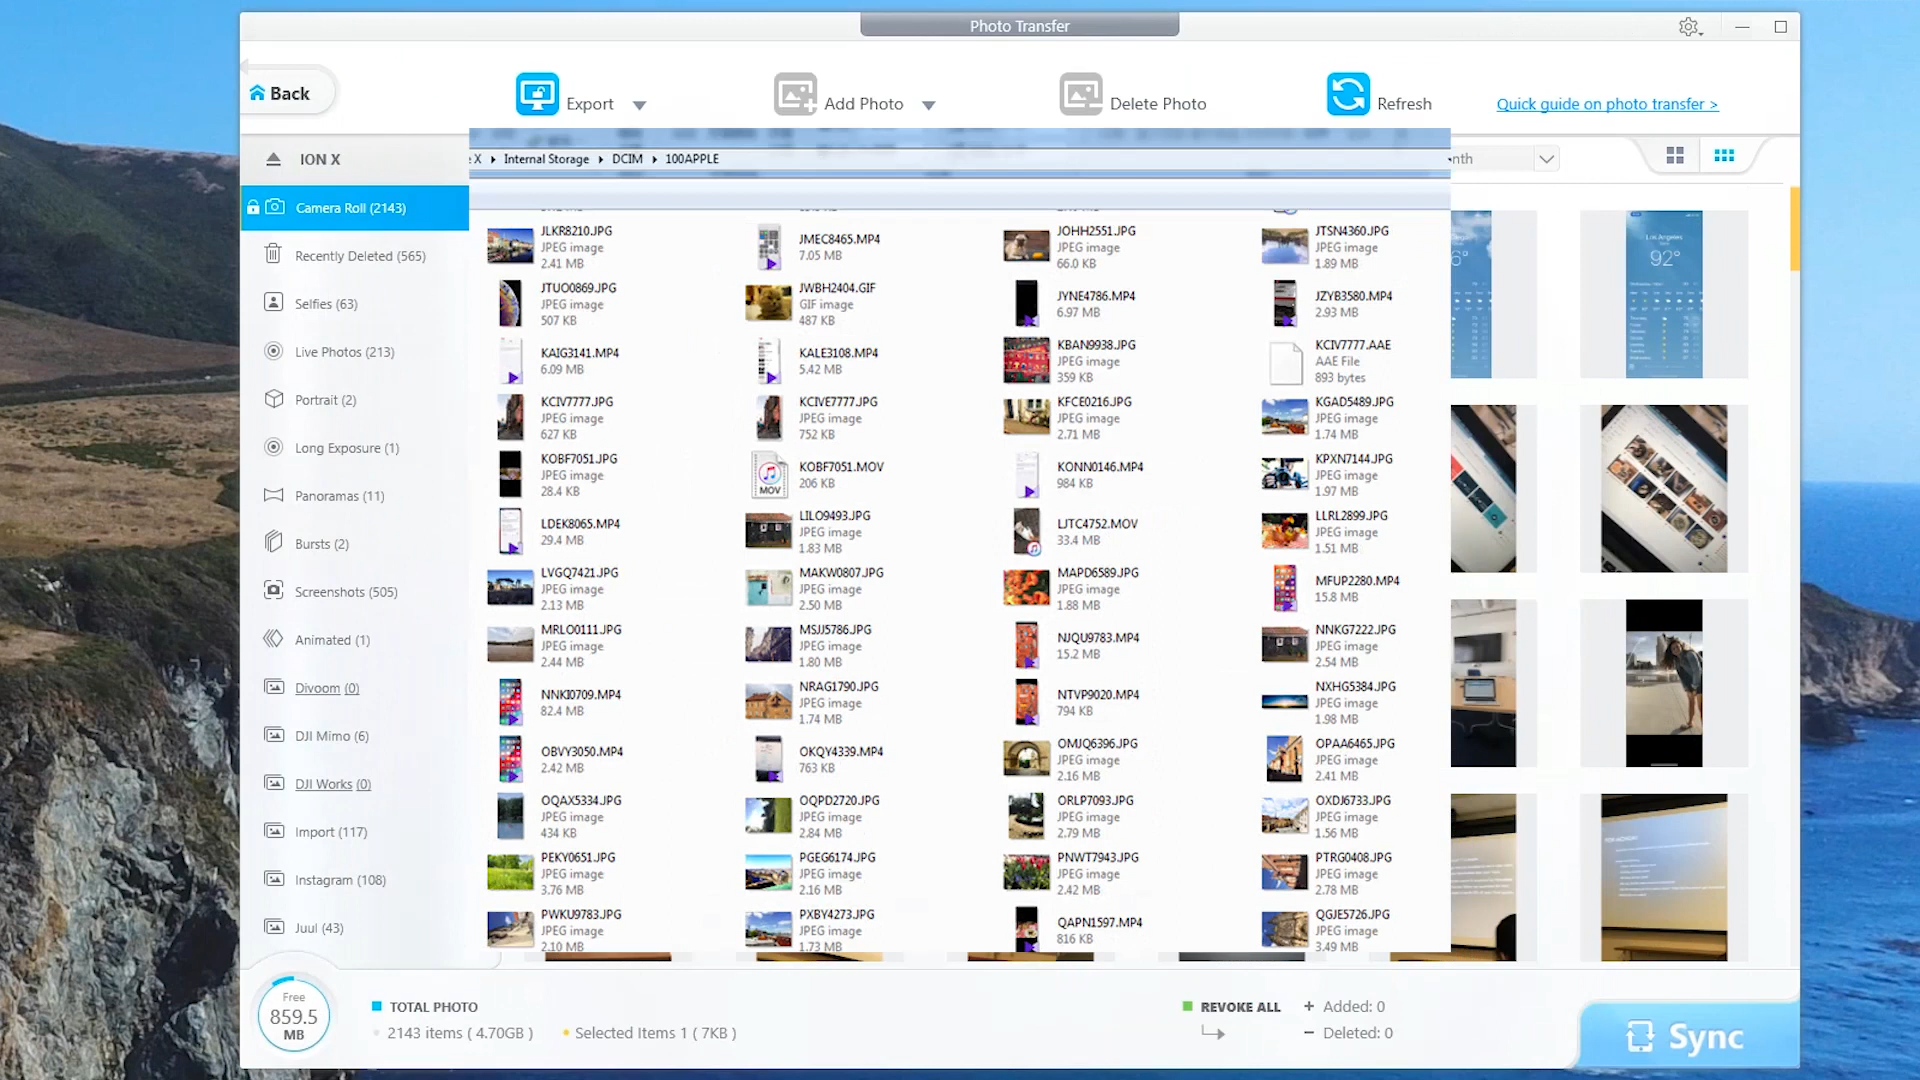 Photo Transfer
Back
Export
Add Photo
Delete Photo
Refresh
Quick guide on photo transfer >
ION X
X
Internal Storage
DCIM
100APPLE
nth
Camera Roll (2143)
Recently Deleted (565)
Selfies (63)
Live Photos (213)
Portrait (2)
Long Exposure (1)
Panoramas (11)
Bursts (2)
Screenshots (505)
Animated (1)
Divoom (0)
DJI Mimo (6)
DJI Works (0)
Import (117)
Instagram (108)
Juul (43)
JLKR8210.JPG
JPEG image
2.41 MB
JMEC8465.MP4
7.05 MB
JOHH2551.JPG
JPEG image
66.0 KB
JTSN4360.JPG
JPEG image
1.89 MB
JTUO0869.JPG
JPEG image
507 KB
JWBH2404.GIF
GIF image
487 KB
JYNE4786.MP4
6.97 MB
JZYB3580.MP4
2.93 MB
KAIG3141.MP4
6.09 MB
KALE3108.MP4
5.42 MB
KBAN9938.JPG
JPEG image
359 KB
KCIV7777.AAE
AAE File
893 bytes
KCIV7777.JPG
JPEG image
627 KB
KCIVE7777.JPG
JPEG image
752 KB
KFCE0216.JPG
JPEG image
2.71 MB
KGAD5489.JPG
JPEG image
1.74 MB
KOBF7051.JPG
JPEG image
28.4 KB
MOV
KOBF7051.MOV
206 KB
KONN0146.MP4
984 KB
KPXN7144.JPG
JPEG image
1.97 MB
LDEK8065.MP4
29.4 MB
LILO9493.JPG
JPEG image
1.83 MB
LJTC4752.MOV
33.4 MB
LLRL2899.JPG
JPEG image
1.51 MB
LVGQ7421.JPG
JPEG image
2.13 MB
MAKW0807.JPG
JPEG image
2.50 MB
MAPD6589.JPG
JPEG image
1.88 MB
MFUP2280.MP4
15.8 MB
MRLO0111.JPG
JPEG image
2.44 MB
MSJJ5786.JPG
JPEG image
1.80 MB
NJQU9783.MP4
15.2 MB
NNKG7222.JPG
JPEG image
2.54 MB
NNKI0709.MP4
82.4 MB
NRAG1790.JPG
JPEG image
1.74 MB
NTVP9020.MP4
794 KB
NXHG5384.JPG
JPEG image
1.98 MB
OBVY3050.MP4
2.42 MB
OKQY4339.MP4
763 KB
OMJQ6396.JPG
JPEG image
2.16 MB
OPAA6465.JPG
JPEG image
2.41 MB
OQAX5334.JPG
JPEG image
434 KB
OQPD2720.JPG
JPEG image
2.84 MB
ORLP7093.JPG
JPEG image
2.79 MB
OXDJ6733.JPG
JPEG image
1.56 MB
PEKY0651.JPG
JPEG image
3.76 MB
PGEG6174.JPG
JPEG image
2.16 MB
PNWT7943.JPG
JPEG image
2.42 MB
PTRG0408.JPG
JPEG image
2.78 MB
PWKU9783.JPG
JPEG image
2.10 MB
PXBY4273.JPG
JPEG image
1.73 MB
QAPN1597.MP4
816 KB
QGJE5726.JPG
JPEG image
3.49 MB
6°
Los Angeles
92°
Free
859.5
MB
TOTAL PHOTO
2143 items ( 4.70GB )
Selected Items 1 ( 7KB )
REVOKE ALL
+ Added: 0
− Deleted: 0
Sync